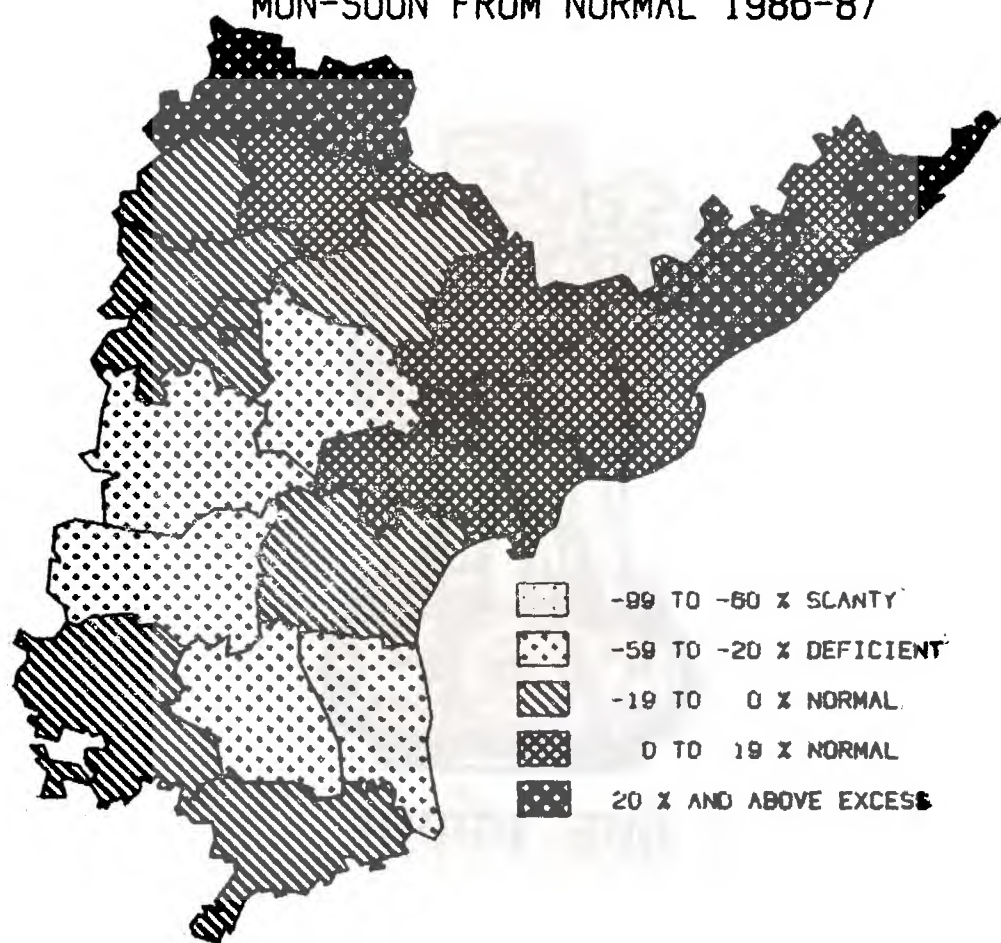 MON-SOON FROM NORMAL 1986-87
-99 TO -60 % SCANTY
-59 TO -20 % DEFICIENT
-19 TO 0 % NORMAL
0 TO 19 % NORMAL
20 % AND ABOVE EXCESS